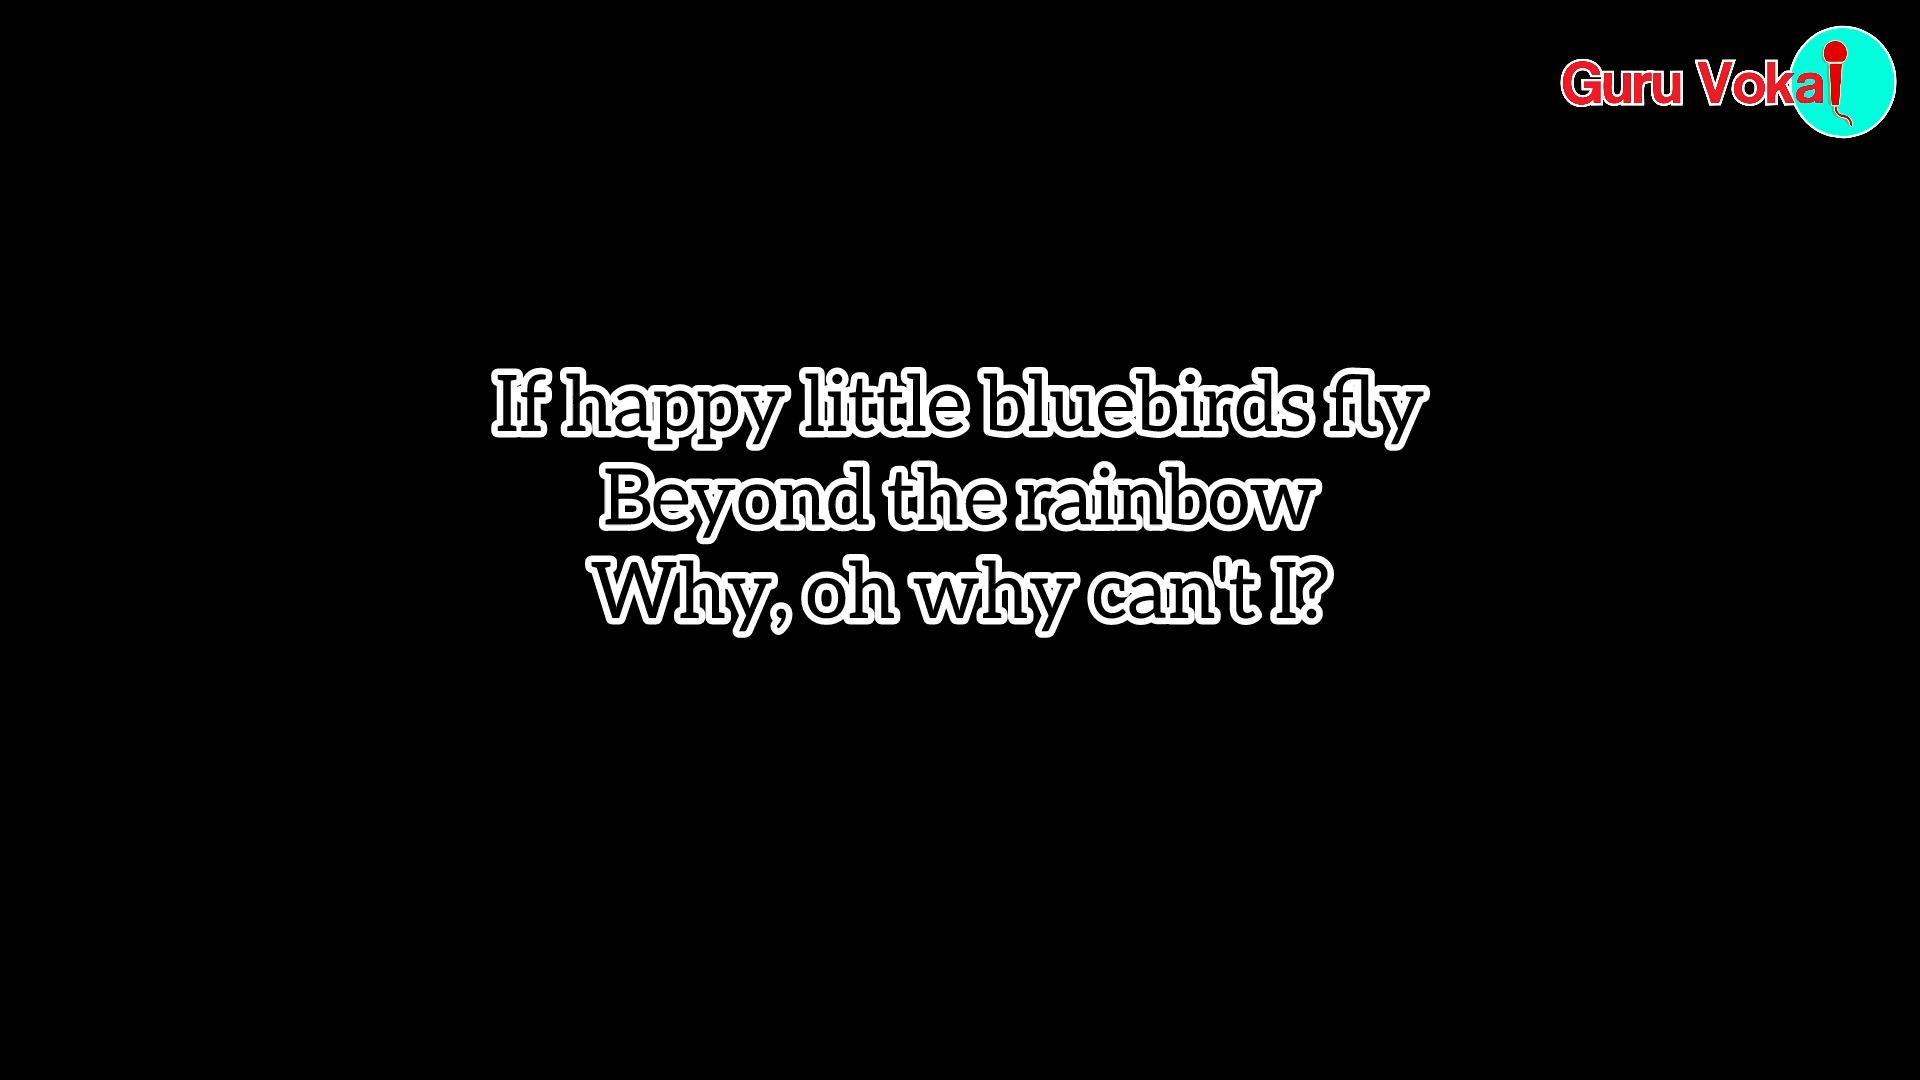 Guru Vokal
If happy little bluebirds fly
Beyond the rainbow
Why, oh why can't I?